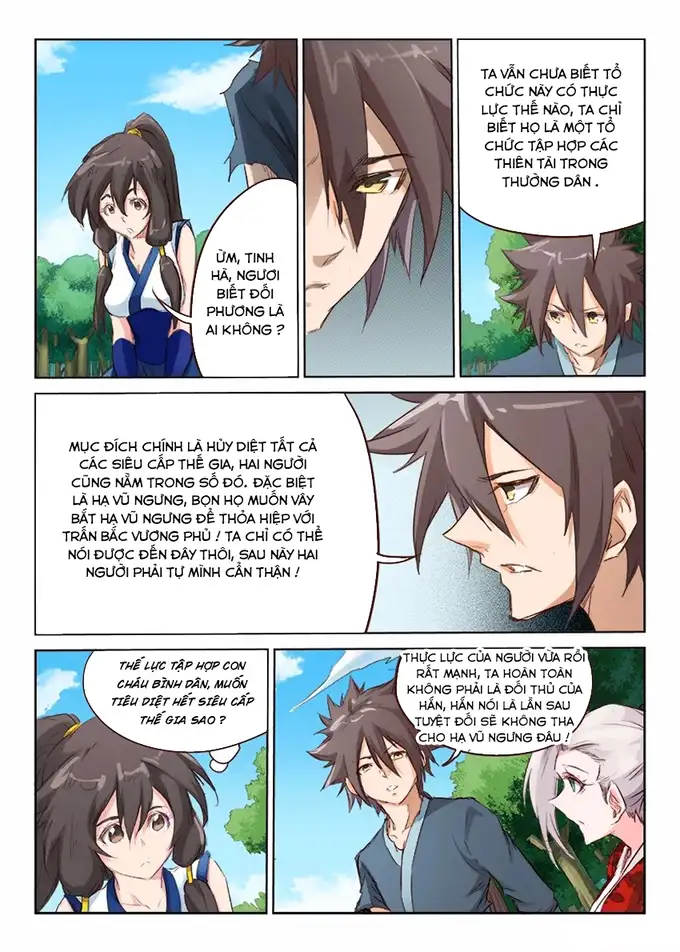 ỪM, TINH
HÀ, NGƯƠI
BIẾT ĐỐI
PHƯƠNG LÀ
AI KHÔNG ?
TA VẪN CHƯA BIẾT TỔ
CHỨC NÀY CÓ THỰC
LỰC THẾ NÀO, TA CHỈ
BIẾT HỌ LÀ MỘT TỔ
CHỨC TẬP HỢP CÁC
THIÊN TÀI TRONG
THƯỜNG DÂN .
MỤC ĐÍCH CHÍNH LÀ HỦY DIỆT TẤT CẢ
CÁC SIÊU CẤP THẾ GIA, HAI NGƯỜI
CŨNG NẰM TRONG SỐ ĐÓ. ĐẶC BIỆT
LÀ HẠ VŨ NGƯNG, BỌN HỌ MUỐN VÂY
BẮT HẠ VŨ NGƯNG ĐỂ THỎA HIỆP VỚI
TRẤN BẮC VƯƠNG PHỦ ! TA CHỈ CÓ THỂ
NÓI ĐƯỢC ĐẾN ĐÂY THÔI, SAU NÀY HAI
NGƯỜI PHẢI TỰ MÌNH CẨN THẬN !
THẾ LỰC TẬP HỢP CON
CHÁU BÌNH DÂN, MUỐN
TIÊU DIỆT HẾT SIÊU CẤP
THẾ GIA SAO ?
THỰC LỰC CỦA NGƯỜI VỪA RỒI
RẤT MẠNH, TA HOÀN TOÀN
KHÔNG PHẢI LÀ ĐỐI THỦ CỦA
HẮN, HẮN NÓI LÀ LẦN SAU
TUYỆT ĐỐI SẼ KHÔNG THA
CHO HẠ VŨ NGƯNG ĐÂU !